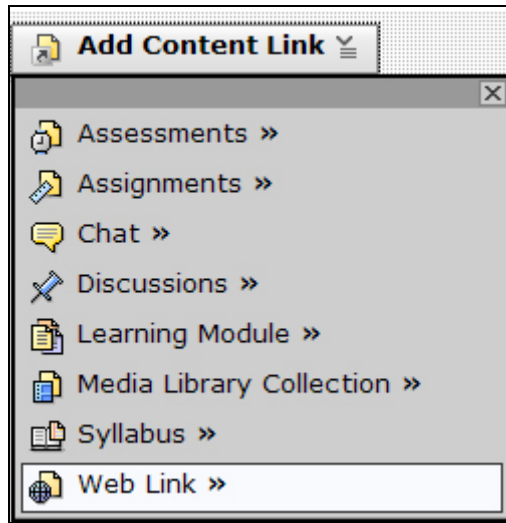 Add Content Link
Assessments »
Assignments »
Chat »
Discussions »
Learning Module »
Media Library Collection »
Syllabus »
Web Link »